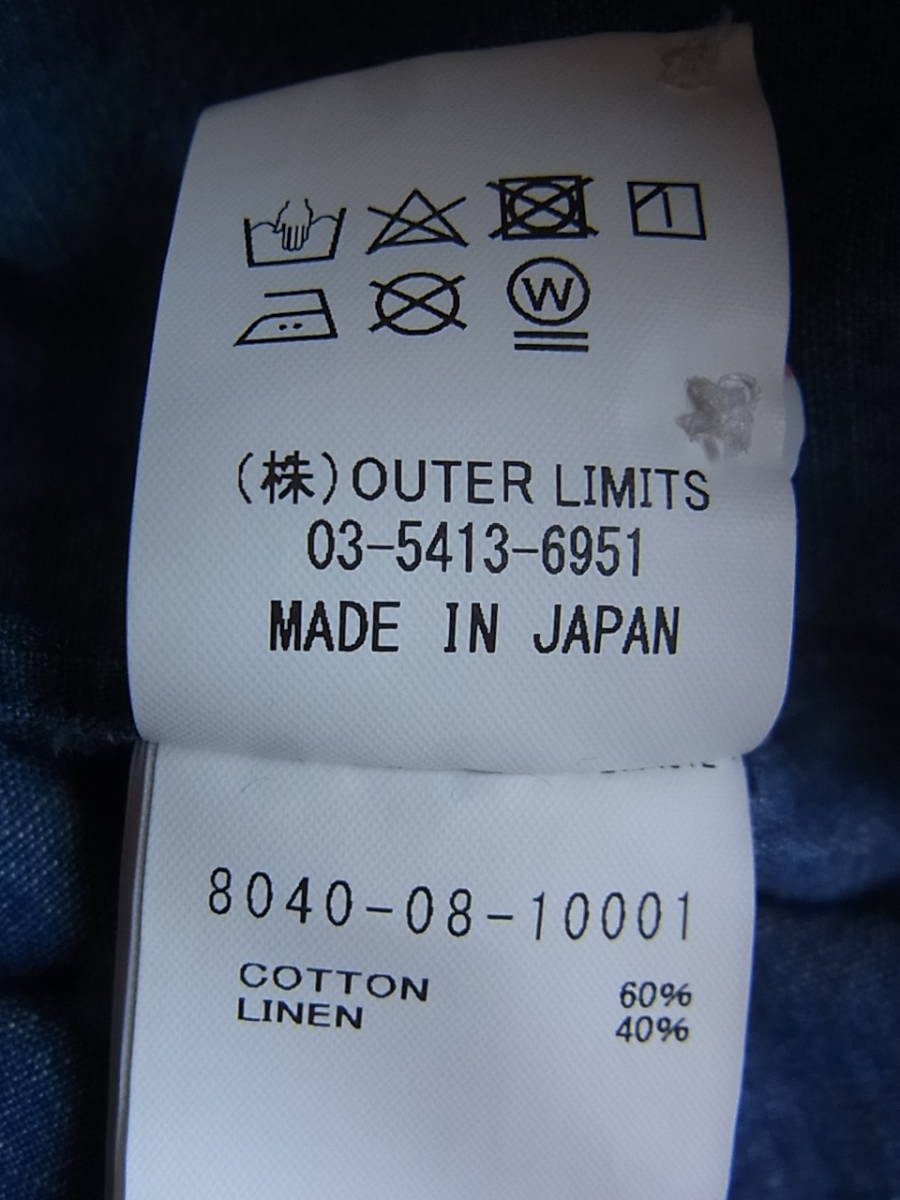 W
(株)OUTER LIMITS
03-5413-6951
MADE IN JAPAN
8040-08-10001
COTTON 60%
LINEN 40%